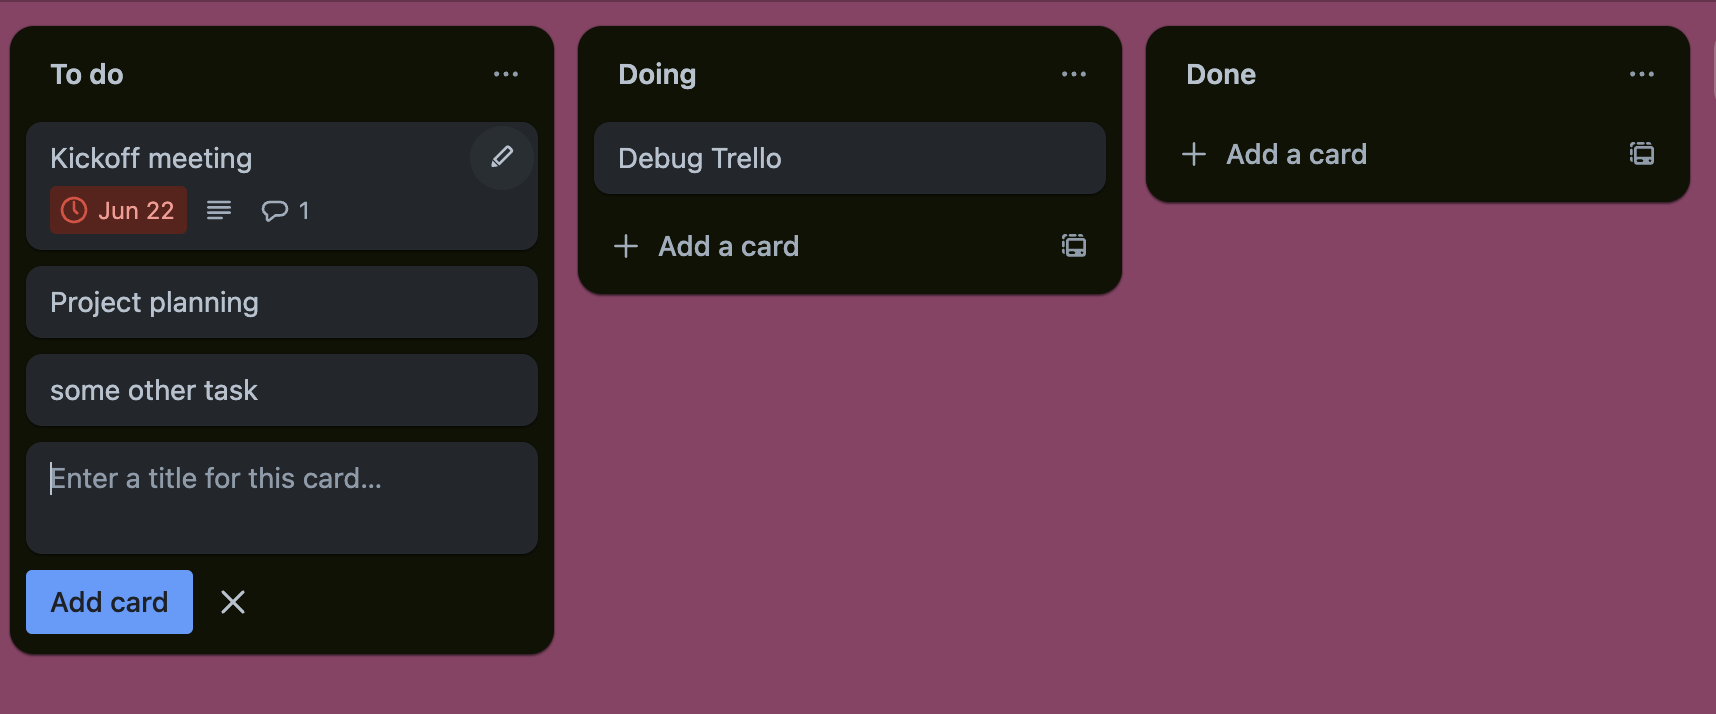 To do
Kickoff meeting
Jun 22
1
Project planning
some other task
Enter a title for this card...
Add card
Doing
Debug Trello
Add a card
Done
Add a card